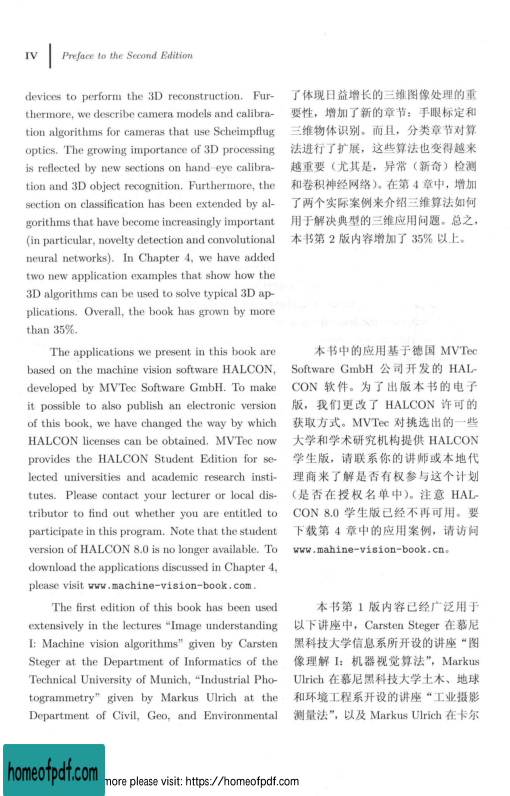 IV Preface to the Second Edition
devices to perform the 3D reconstruction. Fur-
thermore, we describe camera models and calibra-
tion algorithms for cameras that use Scheimpflug
optics. The growing importance of 3D processing
is reflected by new sections on hand–eye calibra-
tion and 3D object recognition. Furthermore, the
section on classification has been extended by al-
gorithms that have become increasingly important
(in particular, novelty detection and convolutional
neural networks). In Chapter 4, we have added
two new application examples that show how the
3D algorithms can be used to solve typical 3D ap-
plications. Overall, the book has grown by more
than 35%.
The applications we present in this book are
based on the machine vision software HALCON,
developed by MVTec Software GmbH. To make
it possible to also publish an electronic version
of this book, we have changed the way by which
HALCON licenses can be obtained. MVTec now
provides the HALCON Student Edition for se-
lected universities and academic research insti-
tutes. Please contact your lecturer or local dis-
tributor to find out whether you are entitled to
participate in this program. Note that the student
version of HALCON 8.0 is no longer available. To
download the applications discussed in Chapter 4,
please visit www.machine-vision-book.com.
The first edition of this book has been used
extensively in the lectures “Image understanding
I: Machine vision algorithms” given by Carsten
Steger at the Department of Informatics of the
Technical University of Munich, “Industrial Pho-
togrammetry” given by Markus Ulrich at the
Department of Civil, Geo, and Environmental
了体现日益增长的三维图像处理的重
要性，增加了新的章节：手眼标定和
三维物体识别。而且，分类章节对算
法进行了扩展，这些算法也变得越来
越重要（尤其是，异常（新奇）检测
和卷积神经网络）。在第 4 章中，增加
了两个实际案例来介绍三维算法如何
用于解决典型的三维应用问题。总之，
本书第 2 版内容增加了 35% 以上。
本书中的应用基于德国 MVTec
Software GmbH 公司开发的 HAL-
CON 软件。为了出版本书的电子
版，我们更改了 HALCON 许可的
获取方式。MVTec 对挑选出的一些
大学和学术研究机构提供 HALCON
学生版，请联系你的讲师或本地代
理商来了解是否有权参与这个计划
（是否在授权名单中）。注意 HAL-
CON 8.0 学生版已经不再可用。要
下载第 4 章中的应用案例，请访问
www.mahine-vision-book.cn。
本书第 1 版内容已经广泛用于
以下讲座中，Carsten Steger 在慕尼
黑科技大学信息系所开设的讲座“图
像理解 I：机器视觉算法”，Markus
Ulrich 在慕尼黑科技大学土木、地球
和环境工程系开设的讲座“工业摄影
测量法”，以及 Markus Ulrich 在卡尔
homeofpdf.com
more please visit: https://homeofpdf.com